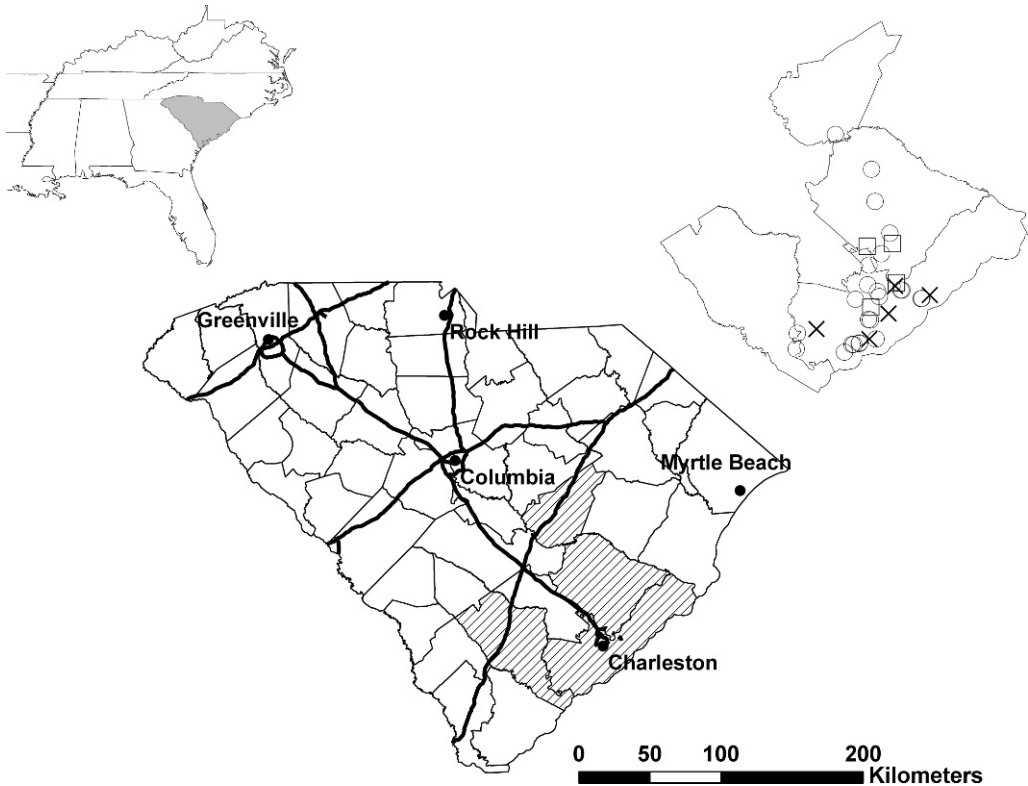 Greenville
Rock Hill
Columbia
Myrtle Beach
Charleston
0 50 100 200
Kilometers